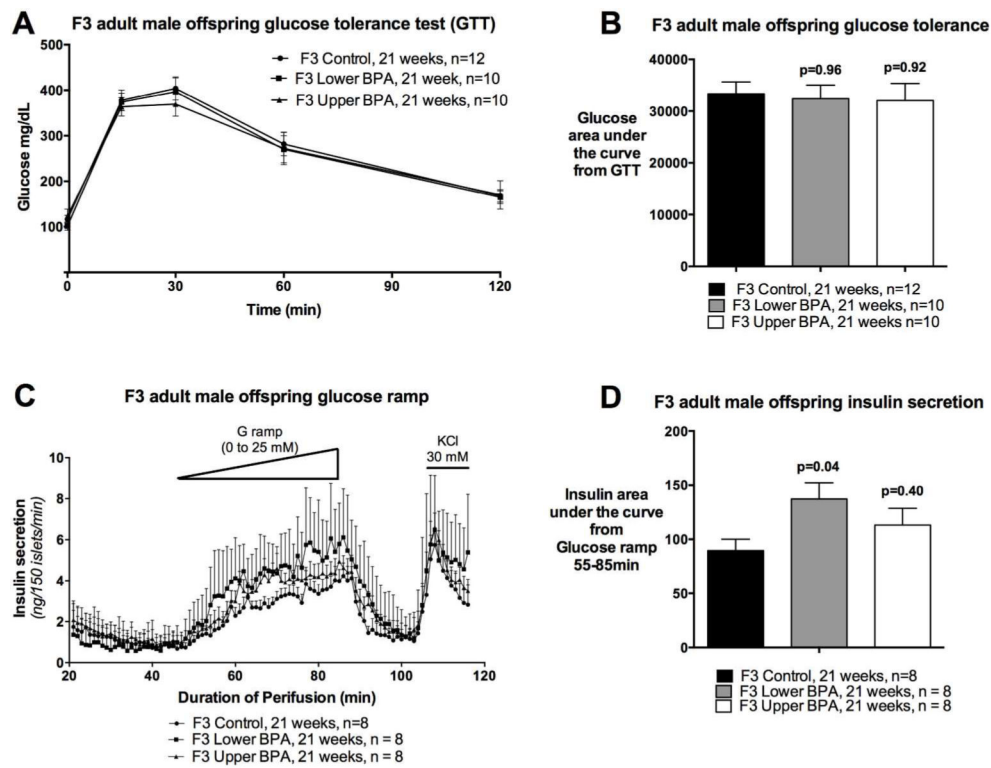 A
F3 adult male offspring glucose tolerance test (GTT)
500
400
300
200
100
Glucose mg/dL
F3 Control, 21 weeks, n=12
F3 Lower BPA, 21 week, n=10
F3 Upper BPA, 21 weeks, n=10
0
30
60
90
120
Time (min)
B
F3 adult male offspring glucose tolerance
40000
30000
20000
10000
0
Glucose
area under
the curve
from GTT
p=0.96
p=0.92
F3 Control, 21 weeks, n=12
F3 Lower BPA, 21 weeks, n=10
F3 Upper BPA, 21 weeks n=10
C
F3 adult male offspring glucose ramp
G ramp
(0 to 25 mM)
KCl
30 mM
10
8
6
4
2
0
Insulin secretion
(ng/150 islets/min)
20
40
60
80
100
120
Duration of Perifusion (min)
F3 Control, 21 weeks, n=8
F3 Lower BPA, 21 weeks, n = 8
F3 Upper BPA, 21 weeks, n = 8
D
F3 adult male offspring insulin secretion
200
150
100
50
0
Insulin area
under the curve
from
Glucose ramp
55-85min
p=0.04
p=0.40
F3 Control, 21 weeks, n=8
F3 Lower BPA, 21 weeks, n = 8
F3 Upper BPA, 21 weeks, n = 8